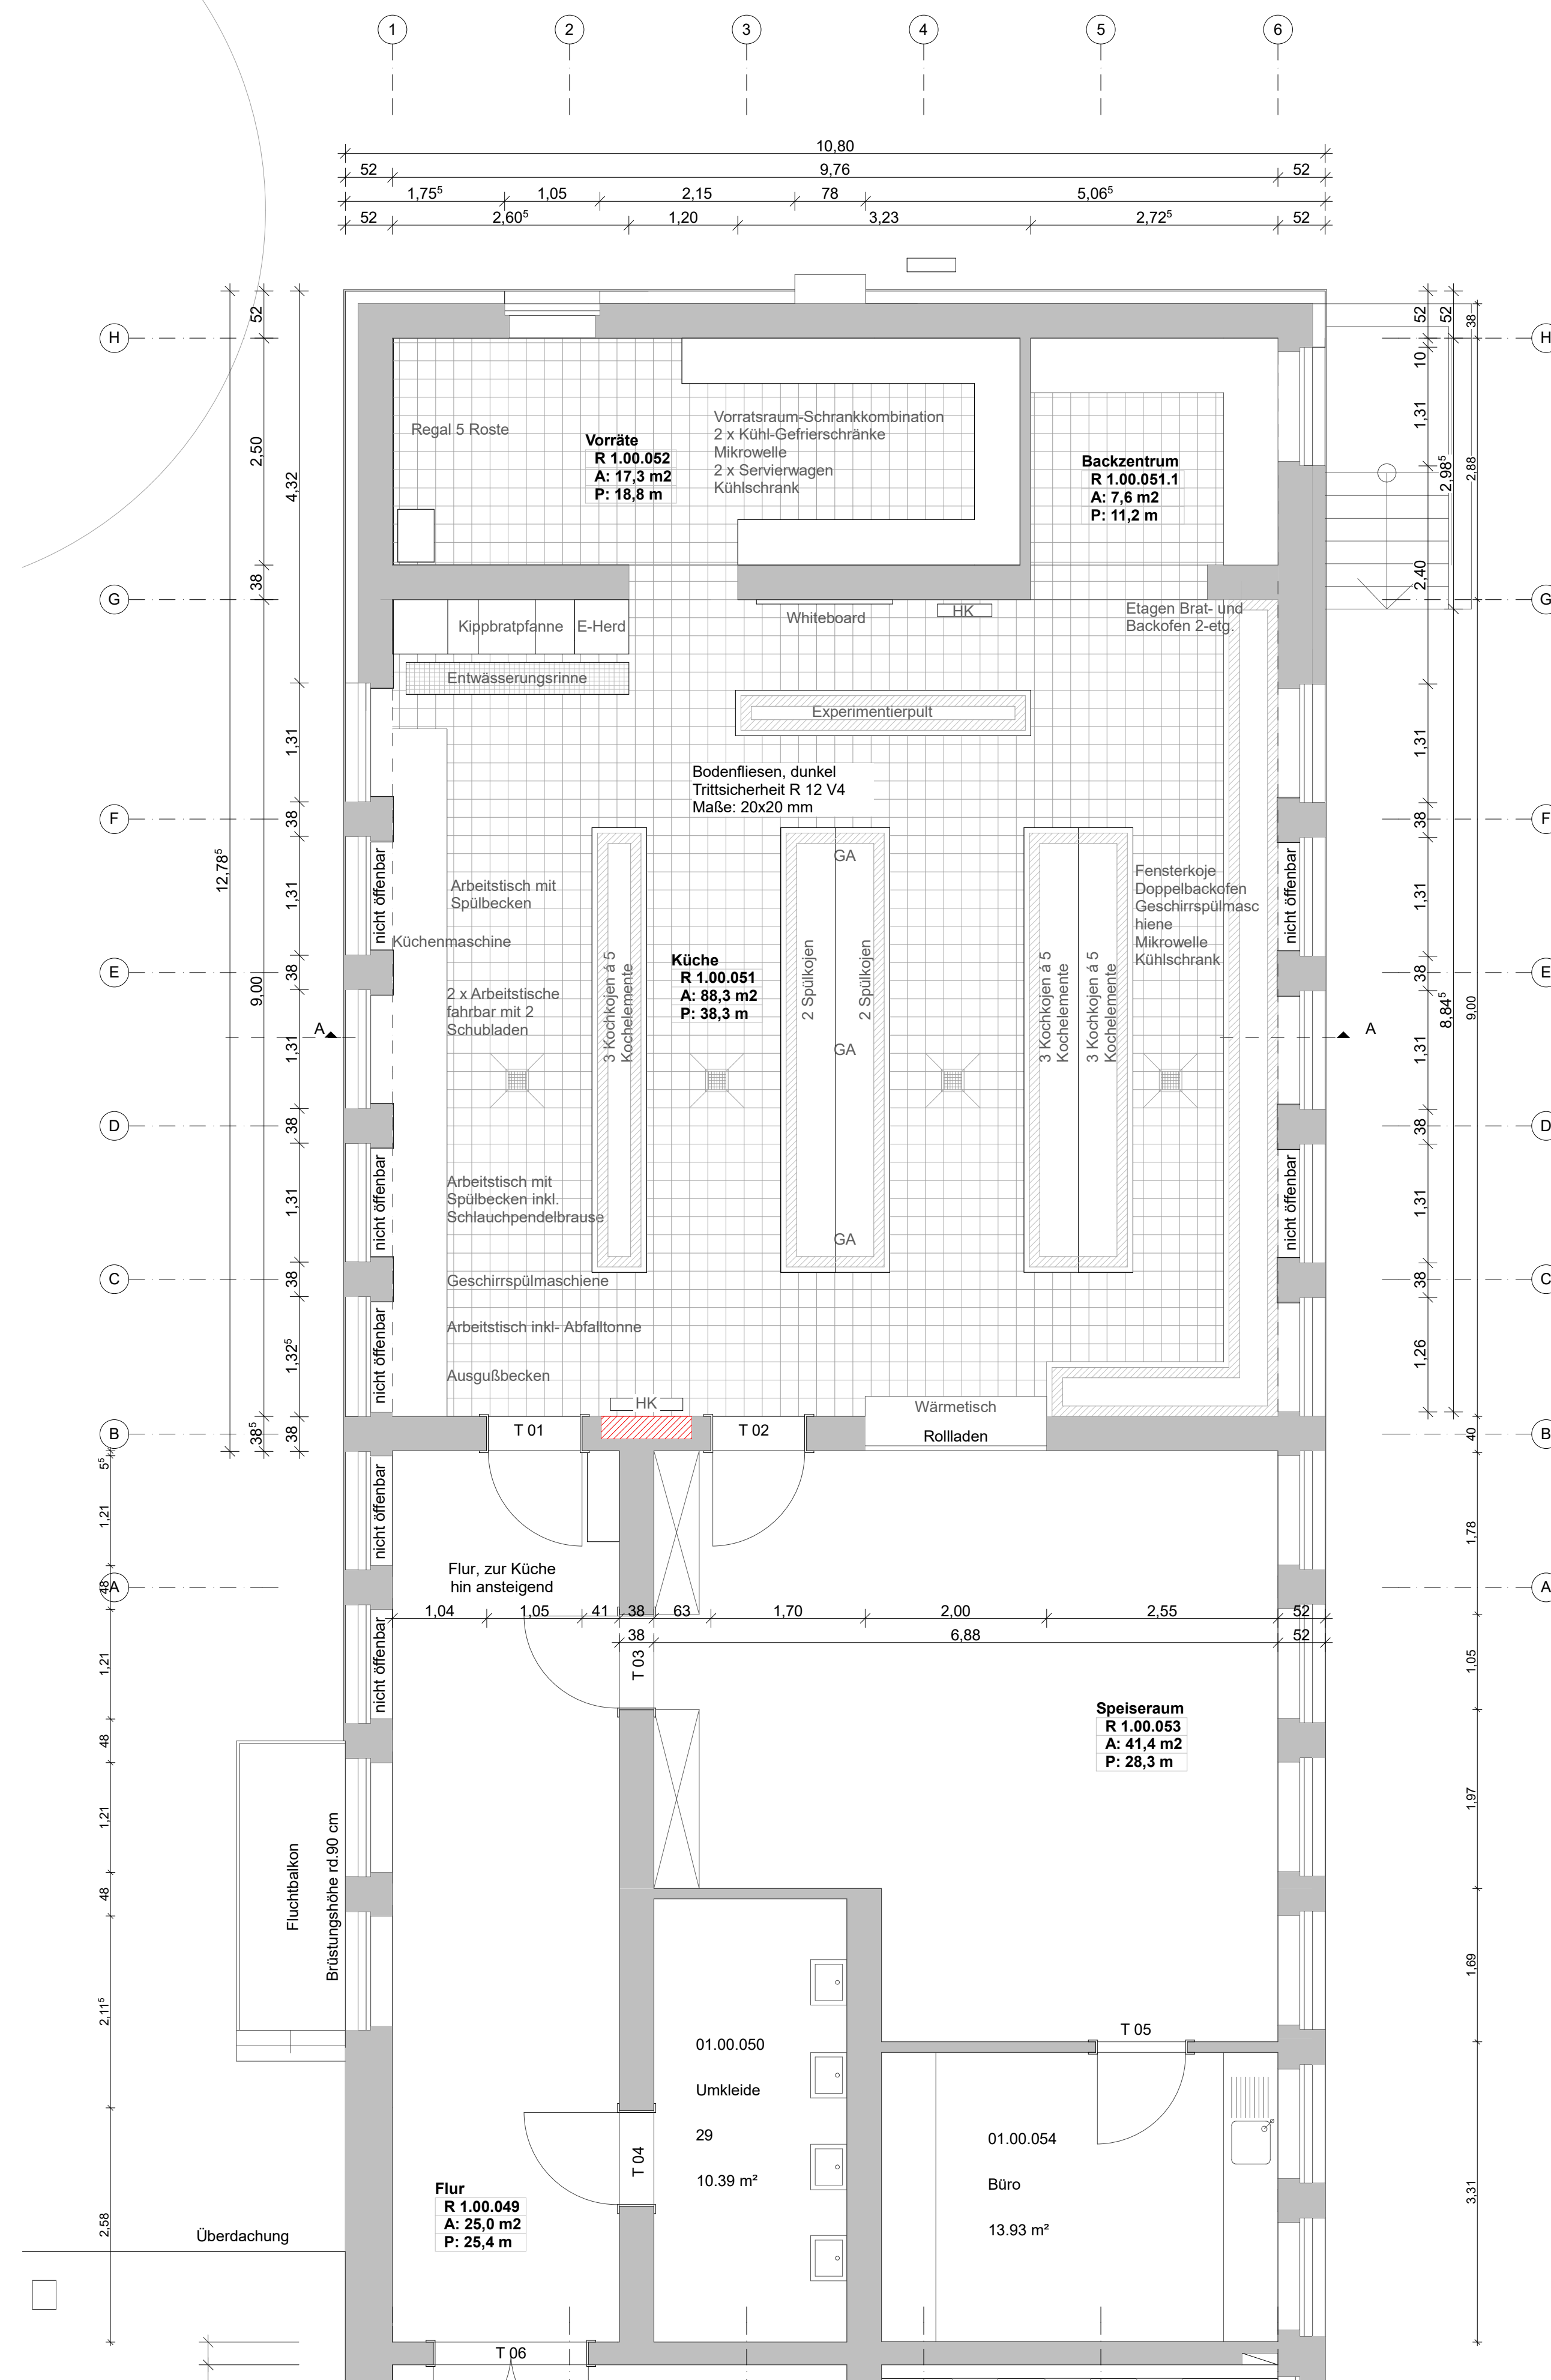 1 2 3 4 5 6
10,80
52 9,76 52
1,75⁵ 1,05 2,15 78 5,06⁵
52 2,60⁵ 1,20 3,23 2,72⁵ 52
H H
G G
F F
E E
D D
C C
B B
A A
12,78⁵
52
2,50
38
9,00
38⁵
4,32
1,31
38
1,31
38
1,31
38
1,31
38
1,32⁵
38
52
10
1,31
2,40
1,31
38
1,31
38
1,31
38
1,31
38
1,26
52
2,98⁵
8,84⁵
38
2,88
9,00
40
1,78
1,05
1,97
1,69
3,31
5⁵
1,21
48
1,21
48
1,21
48
2,11⁵
2,58
Regal 5 Roste
Vorräte
R 1.00.052
A: 17,3 m2
P: 18,8 m
Vorratsraum-Schrankkombination
2 x Kühl-Gefrierschränke
Mikrowelle
2 x Servierwagen
Kühlschrank
Backzentrum
R 1.00.051.1
A: 7,6 m2
P: 11,2 m
Kippbratpfanne
E-Herd
Whiteboard
HK
Etagen Brat- und
Backofen 2-etg.
Entwässerungsrinne
Experimentierpult
Bodenfliesen, dunkel
Trittsicherheit R 12 V4
Maße: 20x20 mm
nicht öffenbar
nicht öffenbar
nicht öffenbar
nicht öffenbar
nicht öffenbar
nicht öffenbar
nicht öffenbar
Arbeitstisch mit
Spülbecken
Küchenmaschine
2 x Arbeitstische
fahrbar mit 2
Schubladen
Arbeitstisch mit
Spülbecken inkl.
Schlauchpendelbrause
Geschirrspülmaschiene
Arbeitstisch inkl- Abfalltonne
Ausgußbecken
3 Kochkojen á 5
Kochelemente
Küche
R 1.00.051
A: 88,3 m2
P: 38,3 m
GA
2 Spülkojen
2 Spülkojen
GA
GA
3 Kochkojen á 5
Kochelemente
3 Kochkojen á 5
Kochelemente
Fensterkoje
Doppelbackofen
Geschirrspülmasc
hiene
Mikrowelle
Kühlschrank
A A
HK
Wärmetisch
Rollladen
T 01
T 02
Flur, zur Küche
hin ansteigend
1,04 1,05 41 38 63 1,70 2,00 2,55 52
38 6,88 52
T 03
Speiseraum
R 1.00.053
A: 41,4 m2
P: 28,3 m
Fluchtbalkon
Brüstungshöhe rd.90 cm
T 05
01.00.050
Umkleide
29
10.39 m²
T 04
01.00.054
Büro
13.93 m²
Flur
R 1.00.049
A: 25,0 m2
P: 25,4 m
Überdachung
T 06